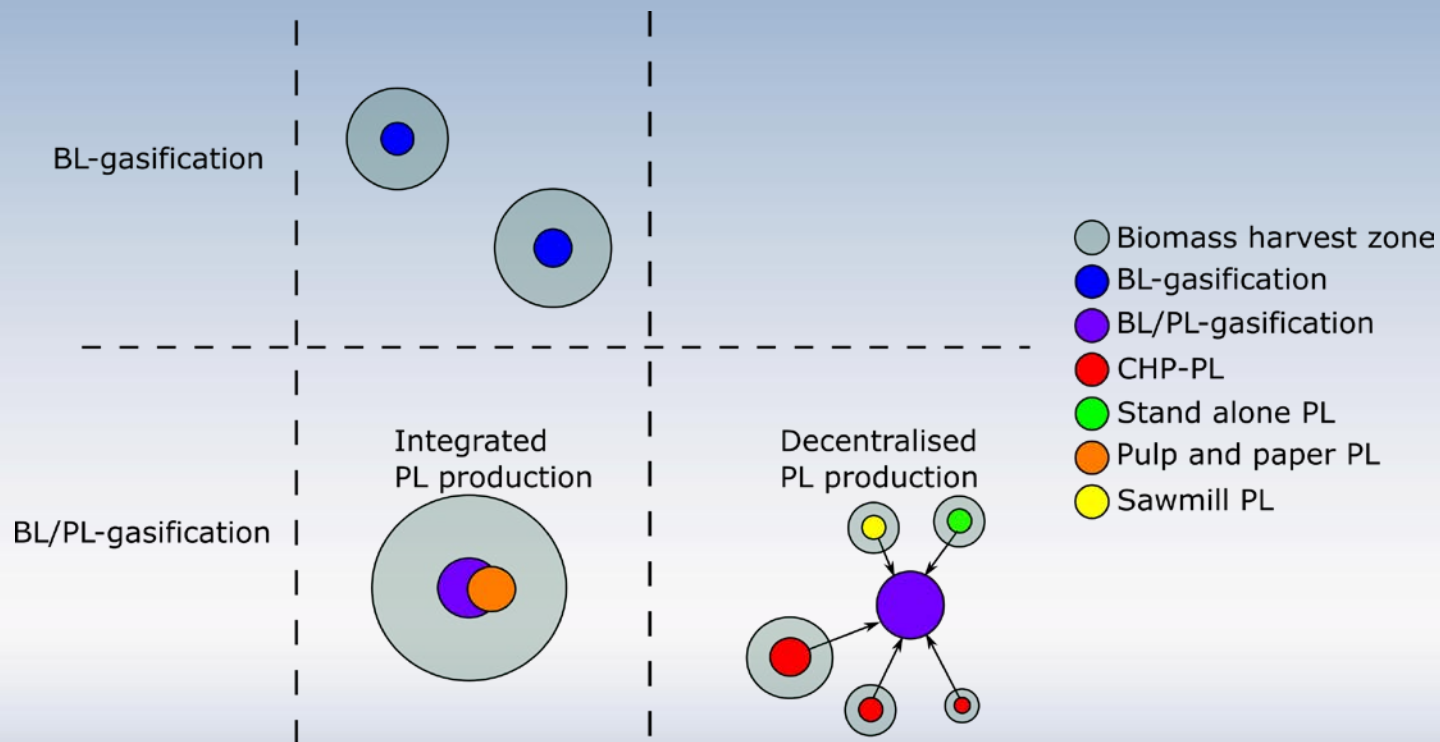 BL-gasification
Integrated
PL production
Decentralised
PL production
BL/PL-gasification
Biomass harvest zone
BL-gasification
BL/PL-gasification
CHP-PL
Stand alone PL
Pulp and paper PL
Sawmill PL